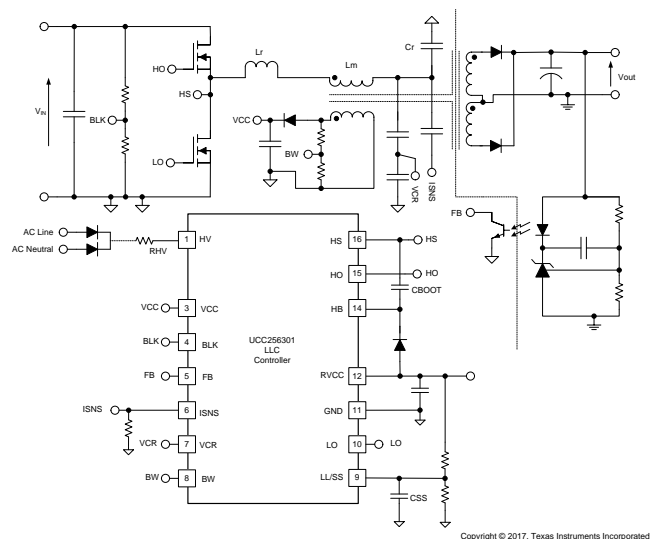 Lr
Lm
Cr
HO
HS
VIN
BLK
VCC
BW
LO
VCR
ISNS
Vout
FB
AC Line
AC Neutral
RHV
1
HV
HS
16
HS
HO
15
HO
CBOOT
VCC
3
VCC
HB
14
BLK
4
BLK
UCC256301
LLC
Controller
FB
5
FB
RVCC
12
ISNS
6
ISNS
GND
11
VCR
7
VCR
LO
10
LO
BW
8
BW
LL/SS
9
CSS
Copyright © 2017, Texas Instruments Incorporated